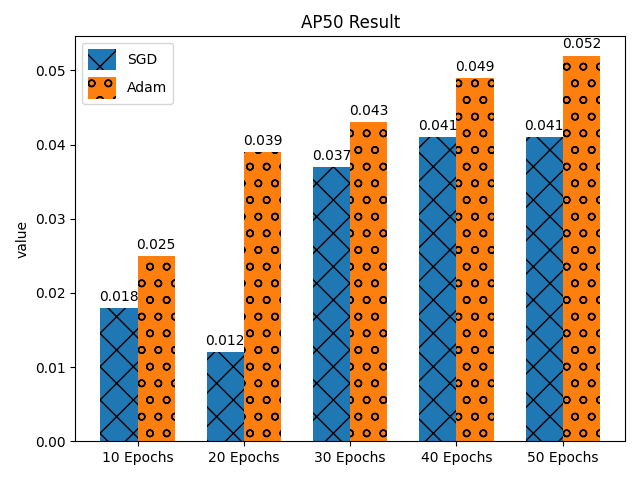 AP50 Result
SGD
Adam
value
0.05
0.04
0.03
0.02
0.01
0.00
0.018
0.025
0.012
0.039
0.037
0.043
0.041
0.049
0.041
0.052
10 Epochs
20 Epochs
30 Epochs
40 Epochs
50 Epochs